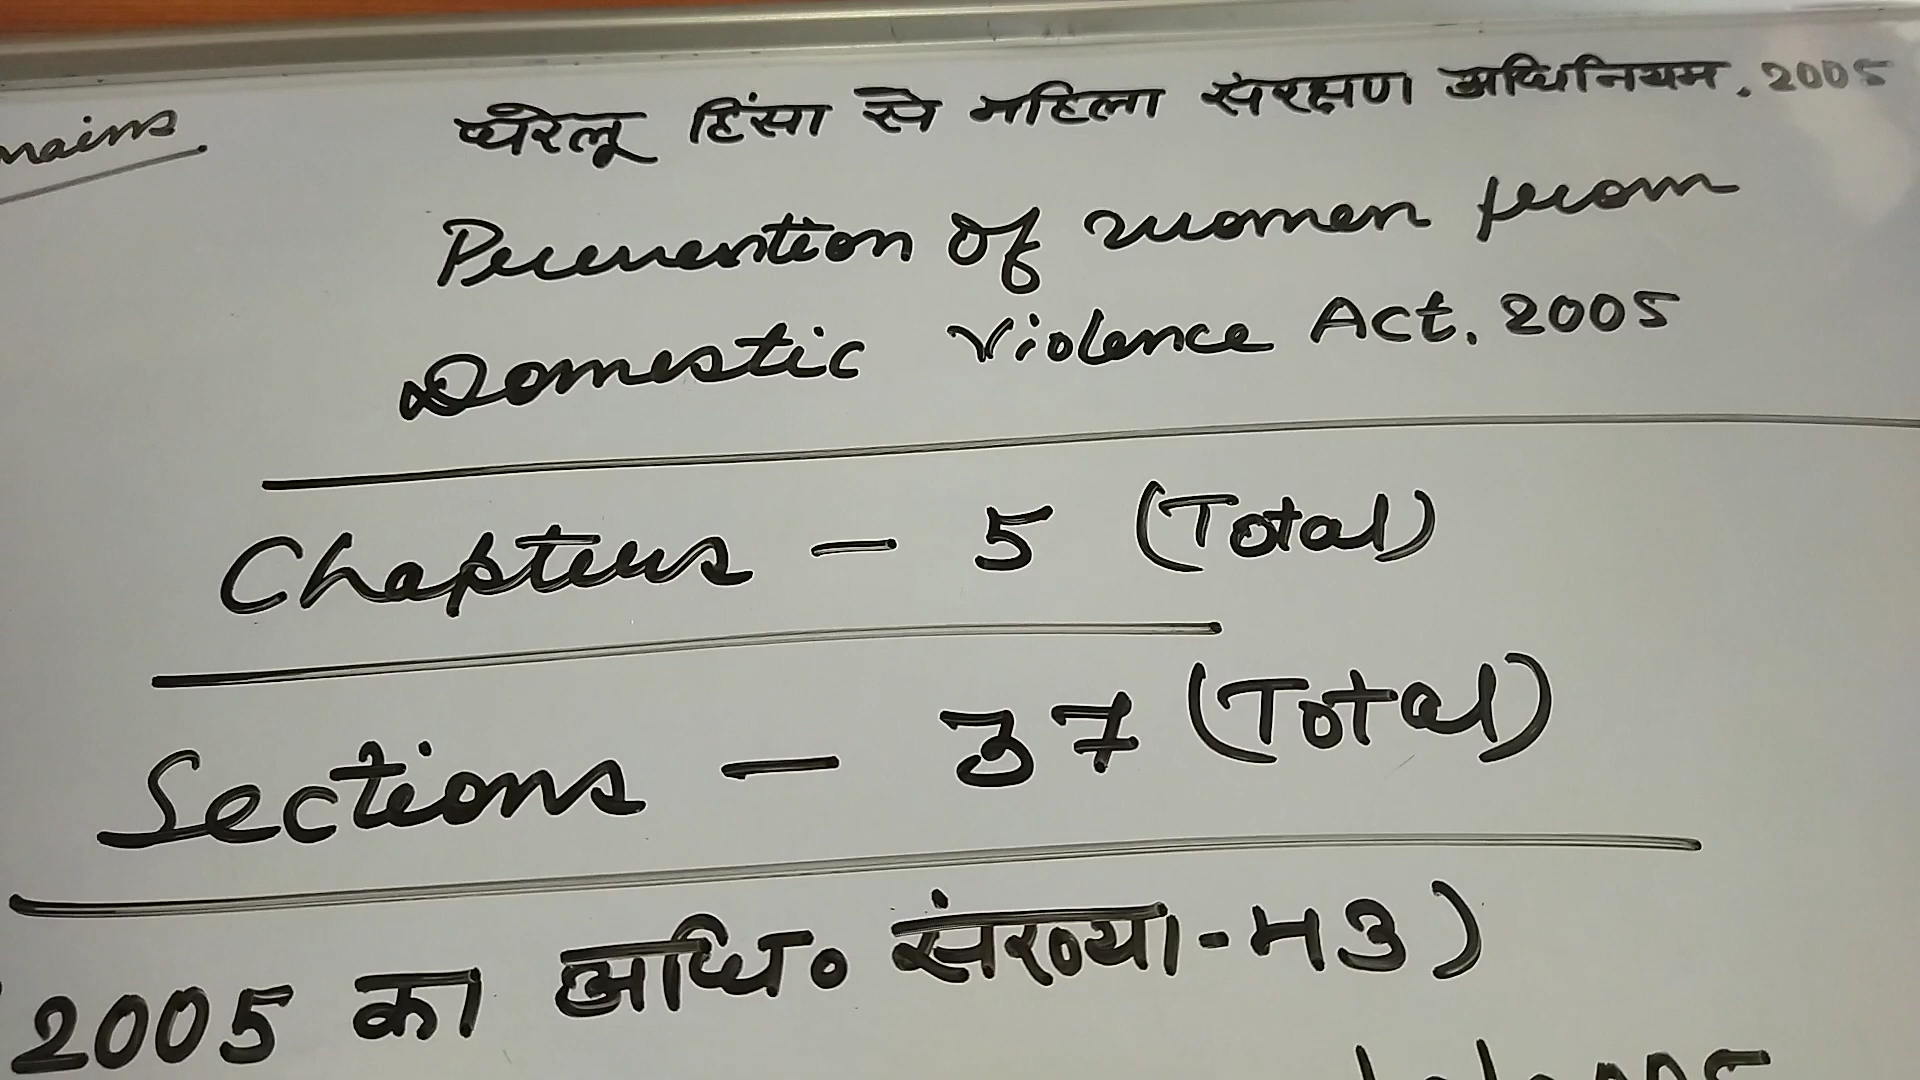 mains
घरेलू हिंसा से महिला संरक्षण अधिनियम, 2005
Prevention of women from
Domestic Violence Act, 2005
Chapters - 5 (Total)
Sections - 37 (Total)
2005 का अधि० संख्या - 43)